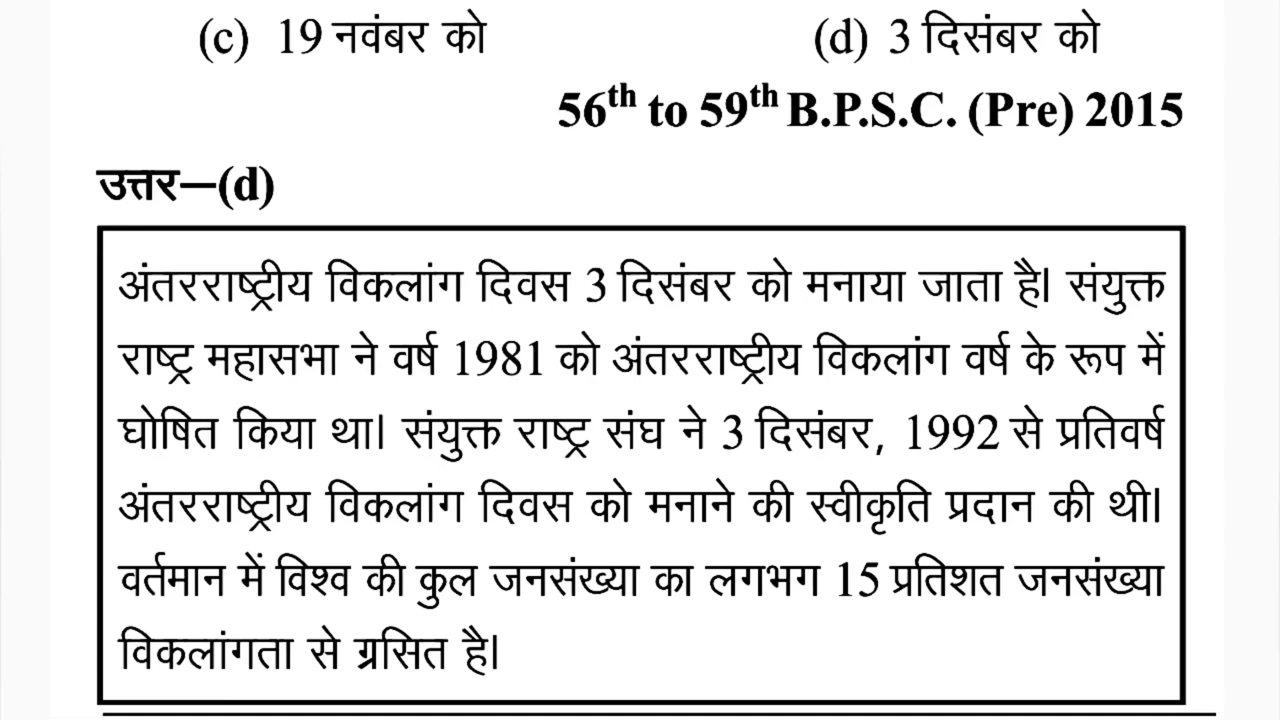 (c) 19 नवंबर को (d) 3 दिसंबर को
56th to 59th B.P.S.C. (Pre) 2015
उत्तर—(d)
अंतरराष्ट्रीय विकलांग दिवस 3 दिसंबर को मनाया जाता है। संयुक्त
राष्ट्र महासभा ने वर्ष 1981 को अंतरराष्ट्रीय विकलांग वर्ष के रूप में
घोषित किया था। संयुक्त राष्ट्र संघ ने 3 दिसंबर, 1992 से प्रतिवर्ष
अंतरराष्ट्रीय विकलांग दिवस को मनाने की स्वीकृति प्रदान की थी।
वर्तमान में विश्व की कुल जनसंख्या का लगभग 15 प्रतिशत जनसंख्या
विकलांगता से ग्रसित है।